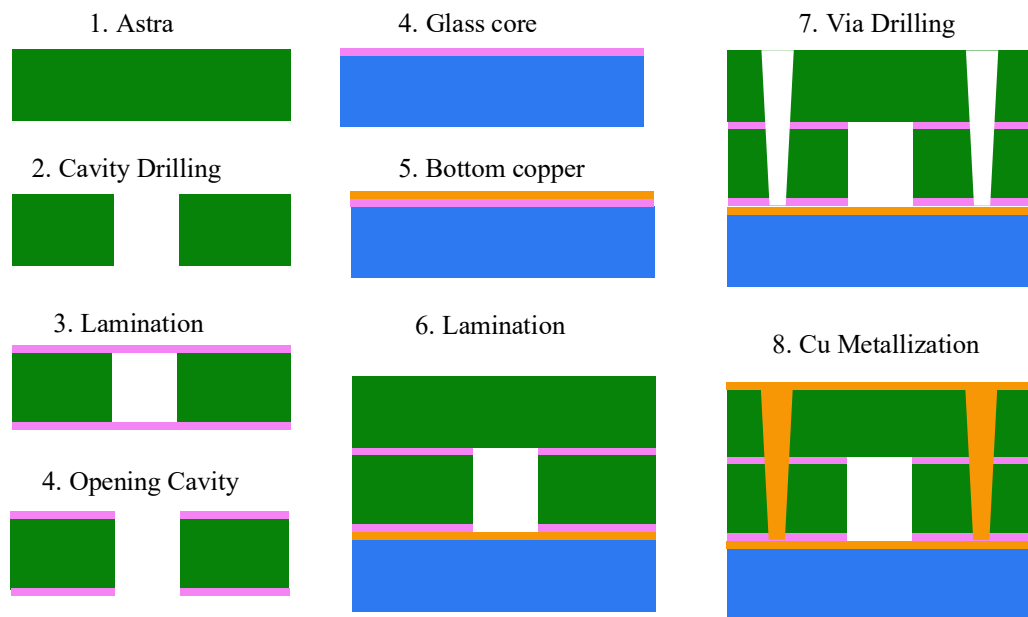 1. Astra
2. Cavity Drilling
3. Lamination
4. Opening Cavity
4. Glass core
5. Bottom copper
6. Lamination
7. Via Drilling
8. Cu Metallization